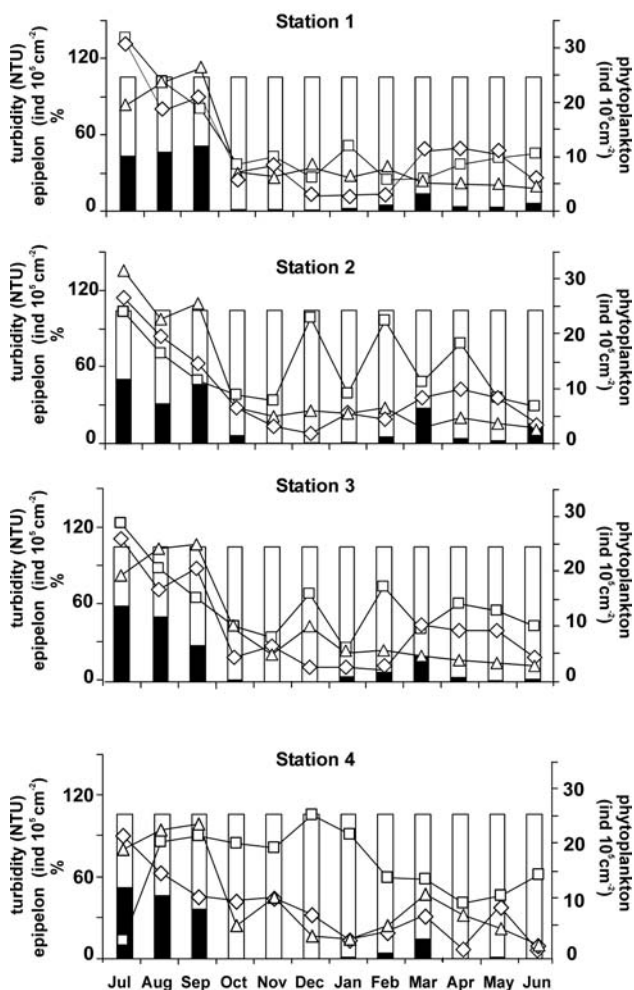 Station 1
turbidity (NTU)
epipelon (ind 10⁵ cm⁻²)
%
120
60
0
30
20
10
0
phytoplankton
(ind 10⁵ cm⁻²)
Station 2
turbidity (NTU)
epipelon (ind 10⁵ cm⁻²)
%
120
60
0
30
20
10
0
phytoplankton
(ind 10⁵ cm⁻²)
Station 3
turbidity (NTU)
epipelon (ind 10⁵ cm⁻²)
%
120
60
0
30
20
10
0
phytoplankton
(ind 10⁵ cm⁻²)
Station 4
turbidity (NTU)
epipelon (ind 10⁵ cm⁻²)
%
120
60
0
30
20
10
0
phytoplankton
(ind 10⁵ cm⁻²)
Jul Aug Sep Oct Nov Dec Jan Feb Mar Apr May Jun